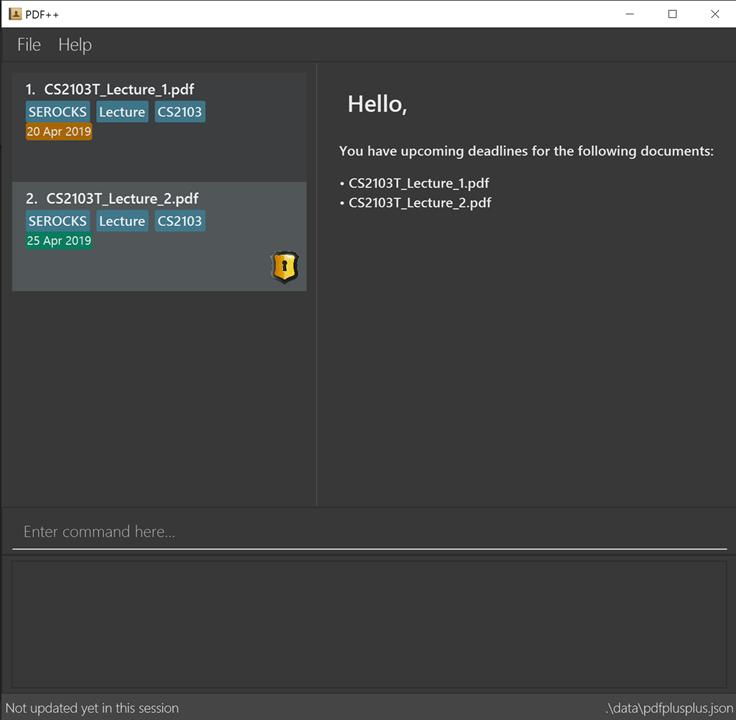 PDF++
File Help
1. CS2103T_Lecture_1.pdf
SEROCKS Lecture CS2103
20 Apr 2019
2. CS2103T_Lecture_2.pdf
SEROCKS Lecture CS2103
25 Apr 2019
Hello,
You have upcoming deadlines for the following documents:
• CS2103T_Lecture_1.pdf
• CS2103T_Lecture_2.pdf
Enter command here...
Not updated yet in this session
.\data\pdfplusplus.json